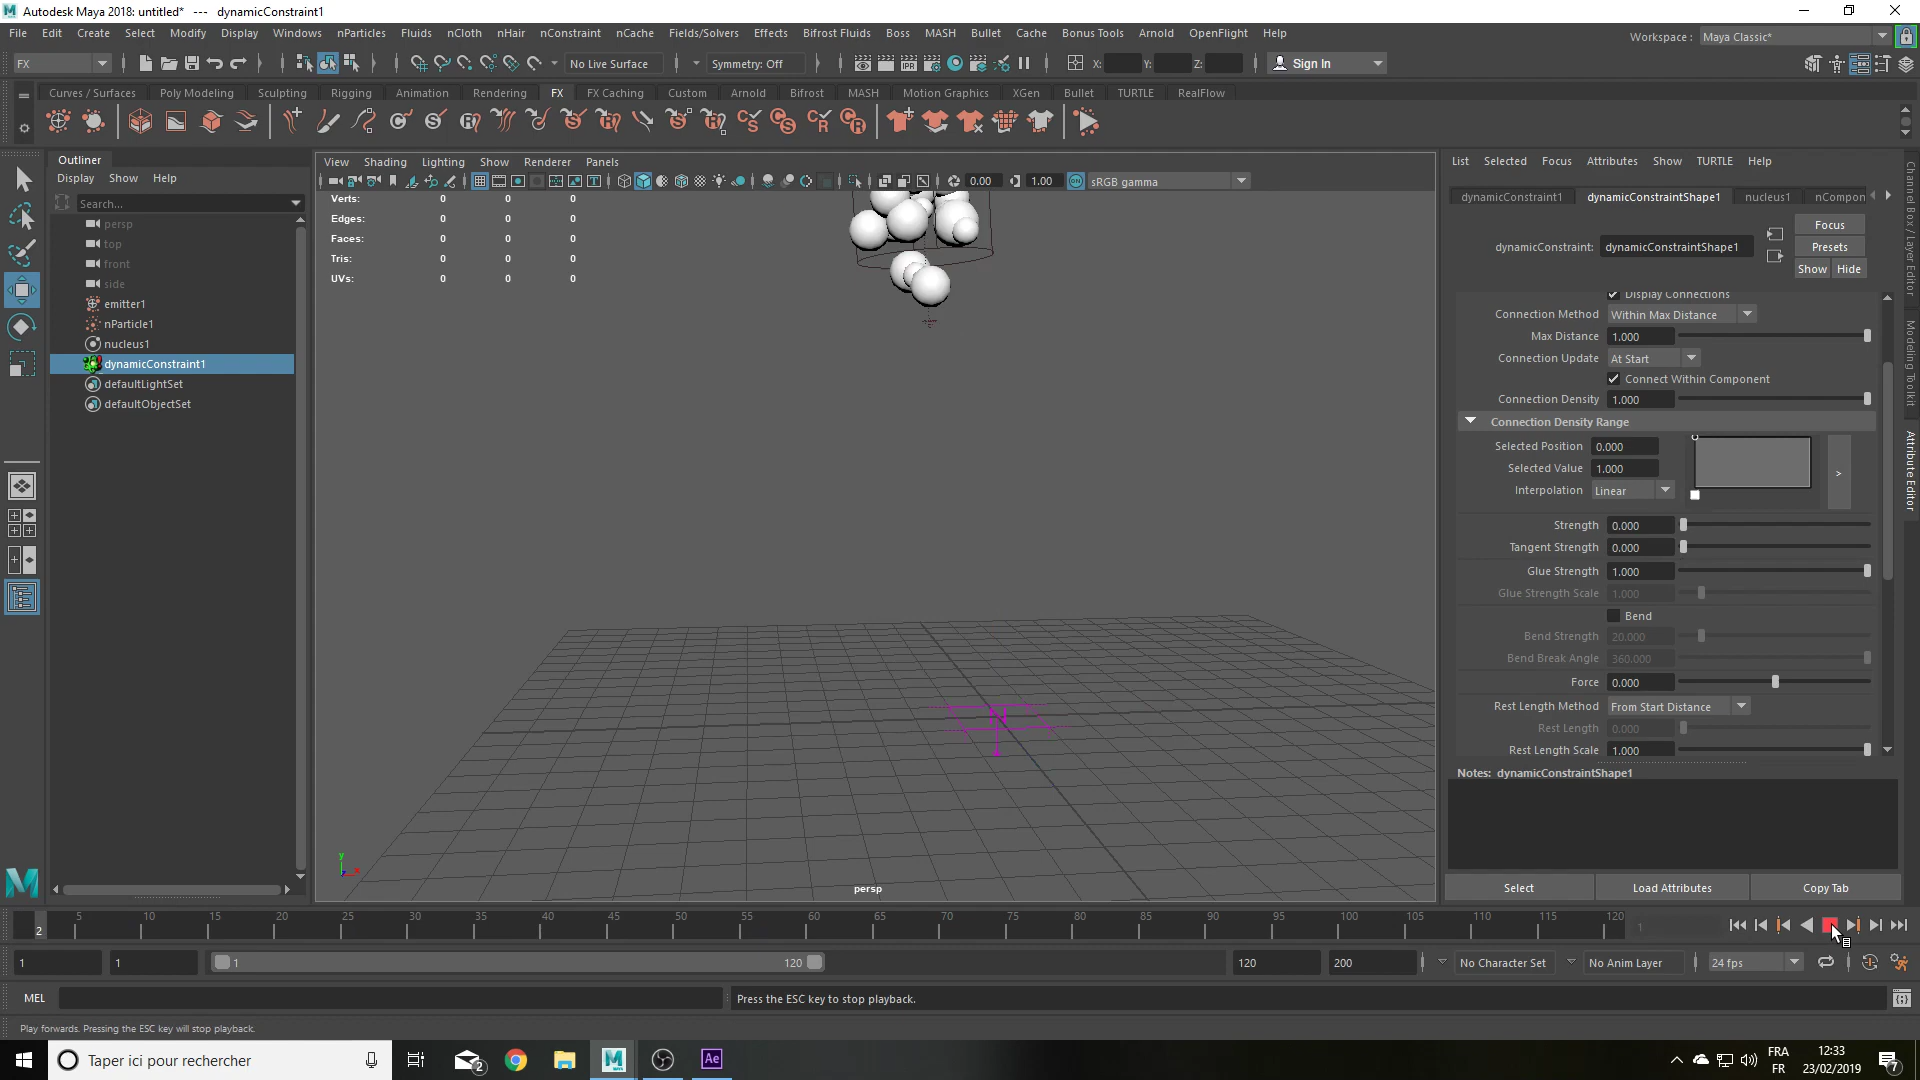 Autodesk Maya 2018: untitled* --- dynamicConstraint1
File Edit Create Select Modify Display Windows nParticles Fluids nCloth nHair nConstraint nCache Fields/Solvers Effects Bifrost Fluids Boss MASH Bullet Cache Bonus Tools Arnold OpenFlight Help Workspace : Maya Classic*
FX No Live Surface Symmetry: Off X: Y: Z: Sign In
Curves / Surfaces Poly Modeling Sculpting Rigging Animation Rendering FX FX Caching Custom Arnold Bifrost MASH Motion Graphics XGen Bullet TURTLE RealFlow
Outliner
Display Show Help
Search...
persp
top
front
side
emitter1
nParticle1
nucleus1
dynamicConstraint1
defaultLightSet
defaultObjectSet
View Shading Lighting Show Renderer Panels
0.00 1.00 ON sRGB gamma
Verts: 0 0 0
Edges: 0 0 0
Faces: 0 0 0
Tris: 0 0 0
UVs: 0 0 0
N
y
x
persp
List Selected Focus Attributes Show TURTLE Help
dynamicConstraint1 dynamicConstraintShape1 nucleus1 nCompon
Focus
dynamicConstraint: dynamicConstraintShape1 Presets
Show Hide
Display Connections
Connection Method Within Max Distance
Max Distance 1.000
Connection Update At Start
Connect Within Component
Connection Density 1.000
Connection Density Range
Selected Position 0.000
Selected Value 1.000
>
Interpolation Linear
Strength 0.000
Tangent Strength 0.000
Glue Strength 1.000
Glue Strength Scale 1.000
Bend
Bend Strength 20.000
Bend Break Angle 360.000
Force 0.000
Rest Length Method From Start Distance
Rest Length 0.000
Rest Length Scale 1.000
Notes: dynamicConstraintShape1
Select Load Attributes Copy Tab
Channel Box / Layer Editor
Modeling Toolkit
Attribute Editor
5 10 15 20 25 30 35 40 45 50 55 60 65 70 75 80 85 90 95 100 105 110 115 120
2 1
1 1 1 120 120 200 No Character Set No Anim Layer 24 fps
MEL Press the ESC key to stop playback.
Play forwards. Pressing the ESC key will stop playback.
Taper ici pour rechercher 2 Ae FRA 12:33
FR 23/02/2019 7